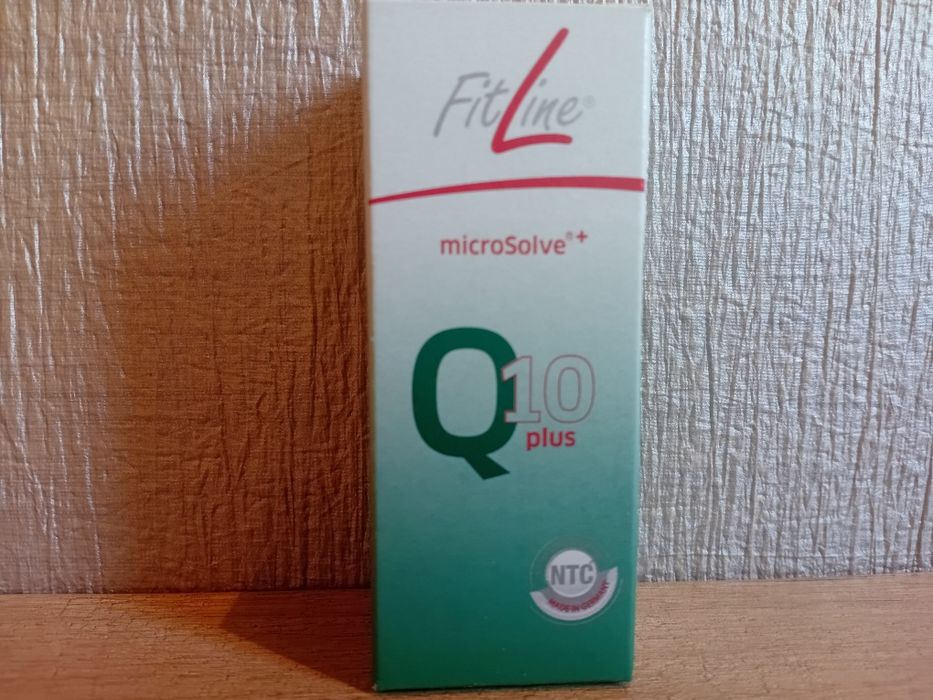 FitLine®
microSolve®+
Q10
plus
NTC®
MADE IN GERMANY